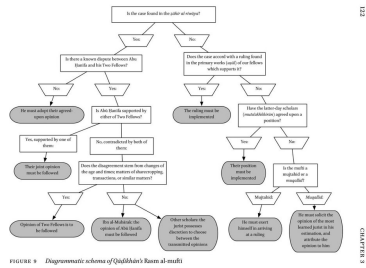 122
CHAPTER 3
Is the case found in the ẓāhir al-riwāya?
Yes:
No:
Is there a known dispute between Abu
Ḥanīfa and his Two Fellows?
Does the case accord with a ruling found
in the primary works (uṣūl) of our fellows
which supports it?
No
Yes
Yes
No
He must adopt their agreed-
upon opinion
Is Abū Ḥanīfa supported by
either of Two Fellows?
The ruling must be
implemented
Have the latter-day scholars
(mutaʾakhkhirūn) agreed upon a
position?
Yes, supported by one of
them:
No, contradicted by both of
them:
Yes
No
Their joint opinion
must be followed
Does the disagreement stem from changes of
the age and times; matters of sharecropping,
transaction, or similar matter?
Their position
must be
implemented
Is the muftī a
mujtahid or a
muqallid?
Yes:
No:
Mujtahid:
Muqallid:
Opinion of Two Fellows is to
be followed
Ibn al-Mubārak: the
opinion of Abū Ḥanīfa
must be followed
Other scholars: the
jurist possesses
discretion to choose
between the
transmitted opinions
He must exert
himself in arriving
at a ruling
He must solicit the
opinion of the most
learned jurist in his
estimation, and
attribute the
opinion to him.
FIGURE 9 Diagrammatic schema of Qāḍīkhān's Rasm al-muftī